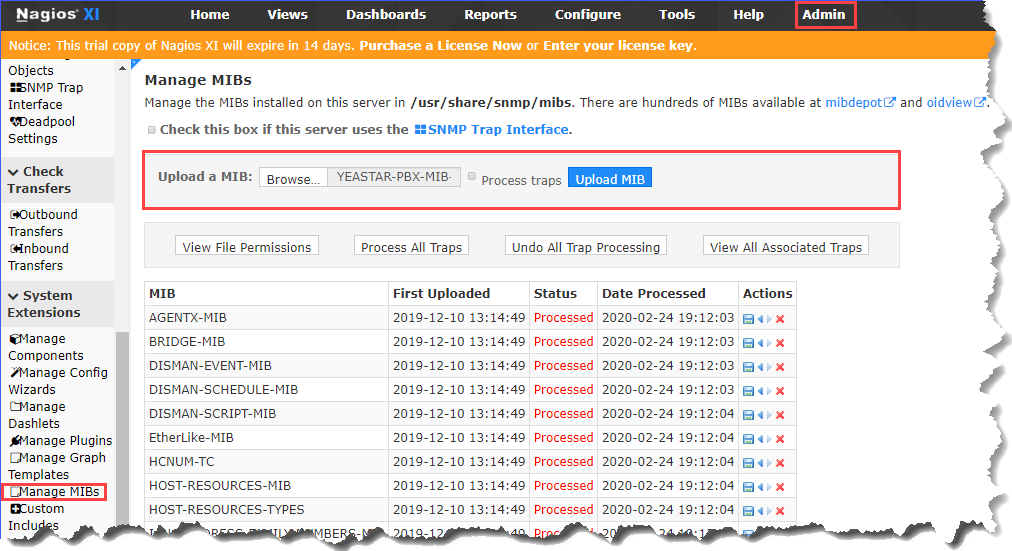 Nagios® XI Home Views Dashboards Reports Configure Tools Help Admin
Notice: This trial copy of Nagios XI will expire in 14 days. Purchase a License Now or Enter your license key.
Objects
SNMP Trap
Interface
Deadpool
Settings
Check
Transfers
Outbound
Transfers
Inbound
Transfers
System
Extensions
Manage
Components
Manage Config
Wizards
Manage
Dashlets
Manage Plugins
Manage Graph
Templates
Manage MIBs
Custom
Includes
Manage MIBs
Manage the MIBs installed on this server in /usr/share/snmp/mibs. There are hundreds of MIBs available at mibdepot and oidview.
Check this box if this server uses the SNMP Trap Interface.
Upload a MIB: Browse... YEASTAR-PBX-MIB- Process traps Upload MIB
View File Permissions Process All Traps Undo All Trap Processing View All Associated Traps
MIB First Uploaded Status Date Processed Actions
AGENTX-MIB 2019-12-10 13:14:49 Processed 2020-02-24 19:12:03
BRIDGE-MIB 2019-12-10 13:14:49 Processed 2020-02-24 19:12:03
DISMAN-EVENT-MIB 2019-12-10 13:14:49 Processed 2020-02-24 19:12:03
DISMAN-SCHEDULE-MIB 2019-12-10 13:14:49 Processed 2020-02-24 19:12:03
DISMAN-SCRIPT-MIB 2019-12-10 13:14:49 Processed 2020-02-24 19:12:04
EtherLike-MIB 2019-12-10 13:14:49 Processed 2020-02-24 19:12:04
HCNUM-TC 2019-12-10 13:14:49 Processed 2020-02-24 19:12:04
HOST-RESOURCES-MIB 2019-12-10 13:14:49 Processed 2020-02-24 19:12:04
HOST-RESOURCES-TYPES 2019-12-10 13:14:49 Processed 2020-02-24 19:12:04